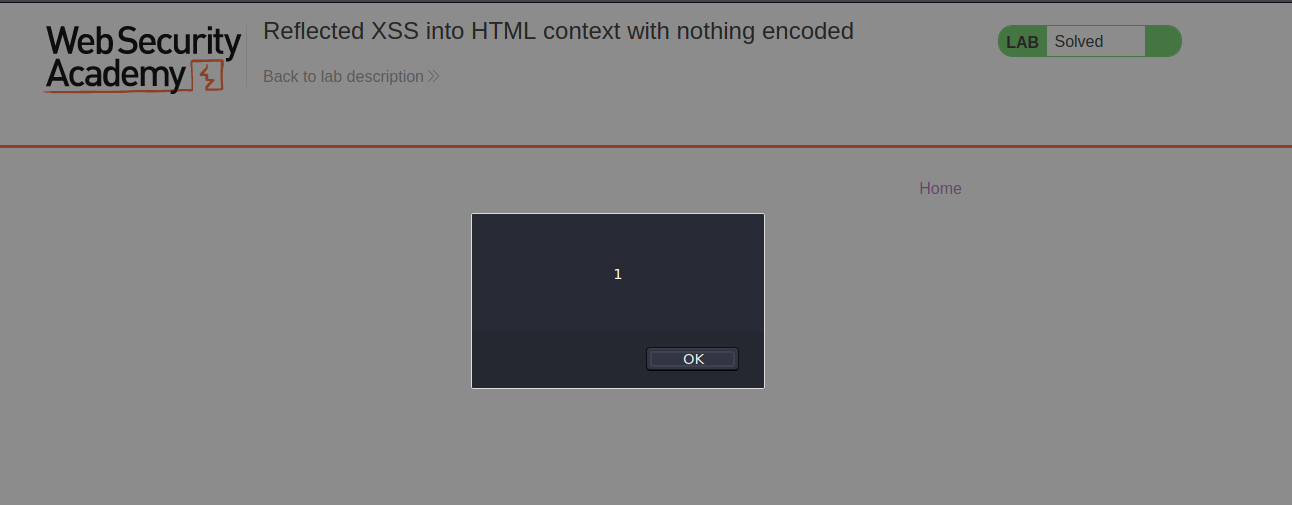 Web Security
Academy
Reflected XSS into HTML context with nothing encoded
Back to lab description
LAB Solved
Home
1
OK